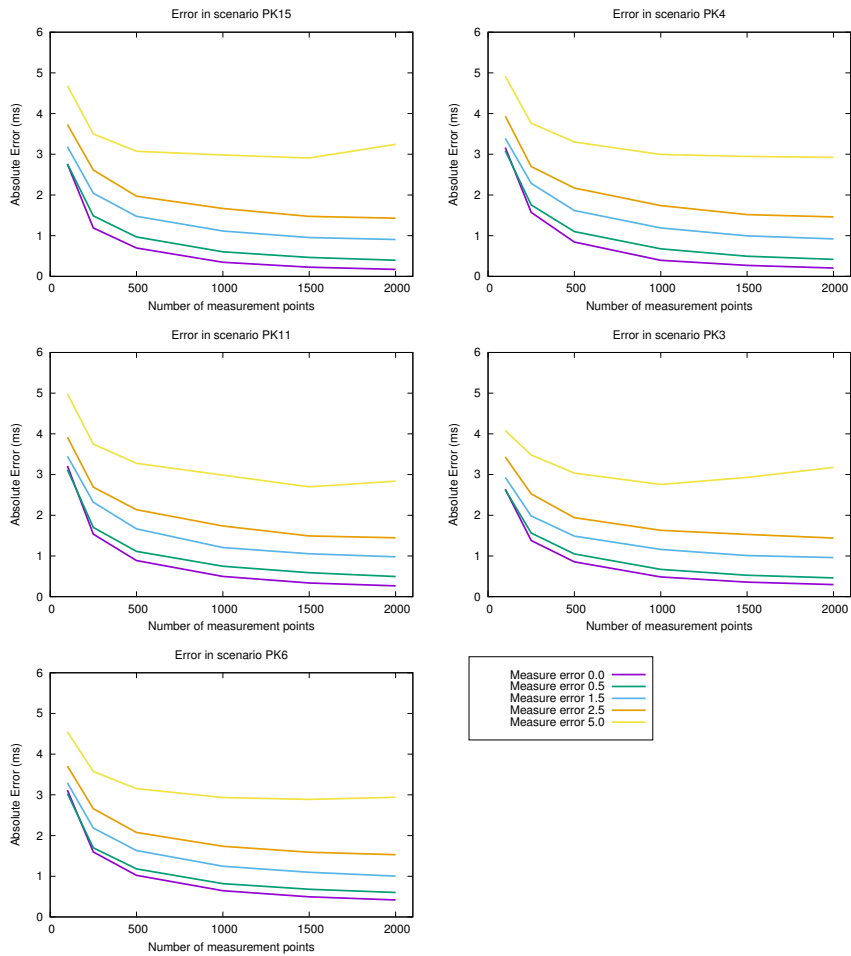 Error in scenario PK15
Absolute Error (ms)
6
5
4
3
2
1
0
0 500 1000 1500 2000
Number of measurement points
Error in scenario PK4
Absolute Error (ms)
6
5
4
3
2
1
0
0 500 1000 1500 2000
Number of measurement points
Error in scenario PK11
Absolute Error (ms)
6
5
4
3
2
1
0
0 500 1000 1500 2000
Number of measurement points
Error in scenario PK3
Absolute Error (ms)
6
5
4
3
2
1
0
0 500 1000 1500 2000
Number of measurement points
Error in scenario PK6
Absolute Error (ms)
6
5
4
3
2
1
0
0 500 1000 1500 2000
Number of measurement points
Measure error 0.0
Measure error 0.5
Measure error 1.5
Measure error 2.5
Measure error 5.0